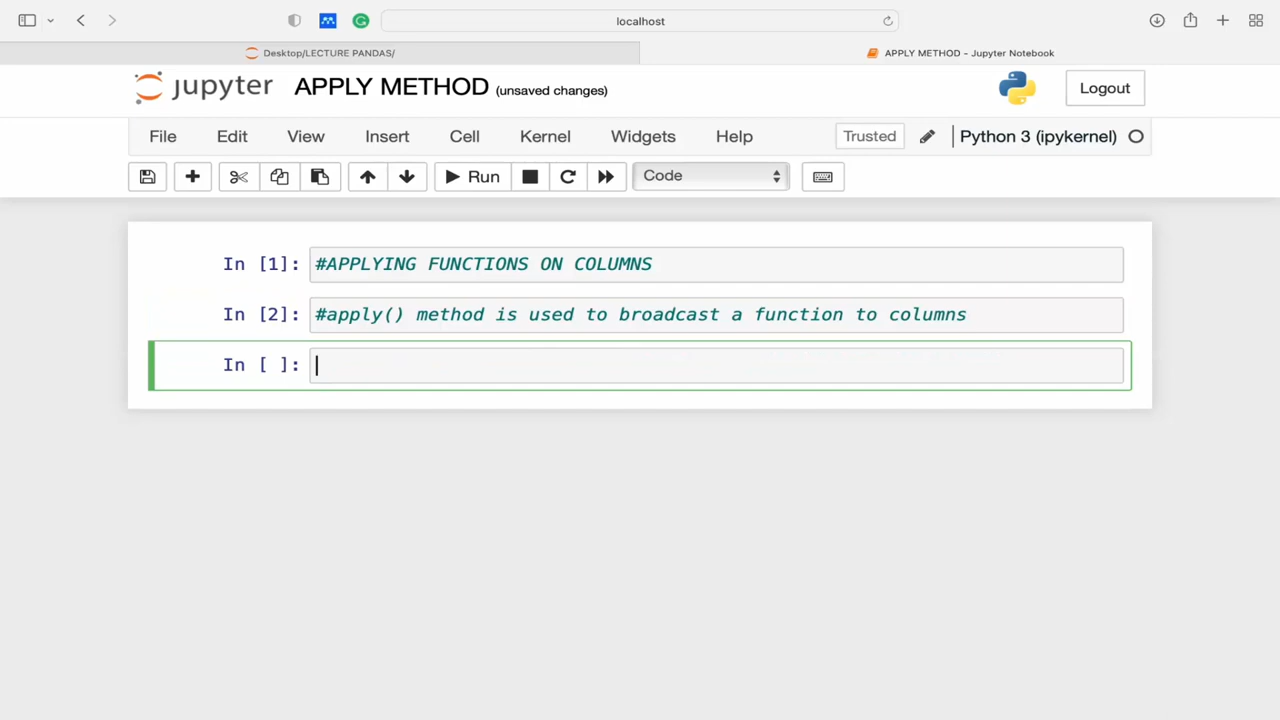 localhost
Desktop/LECTURE PANDAS/
APPLY METHOD - Jupyter Notebook
jupyter APPLY METHOD (unsaved changes)
Logout
File Edit View Insert Cell Kernel Widgets Help
Trusted Python 3 (ipykernel)
Run Code
In [1]: #APPLYING FUNCTIONS ON COLUMNS
In [2]: #apply() method is used to broadcast a function to columns
In [ ]: